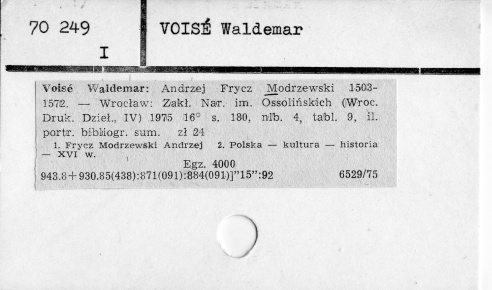 70 249
I
VOISÉ Waldemar
Voisé Waldemar: Andrzej Frycz Modrzewski 1503-
1572. — Wrocław: Zakł. Nar. im. Ossolińskich (Wroc.
Druk. Dzieł., IV) 1975 16° s. 180, nlb. 4, tabl. 9, il.
portr. bibliogr. sum. zł 24
1. Frycz Modrzewski Andrzej 2. Polska — kultura — historia
— XVI w.
Egz. 4000
943.8+930.85(438):871(091):884(091)]"15":92 6529/75